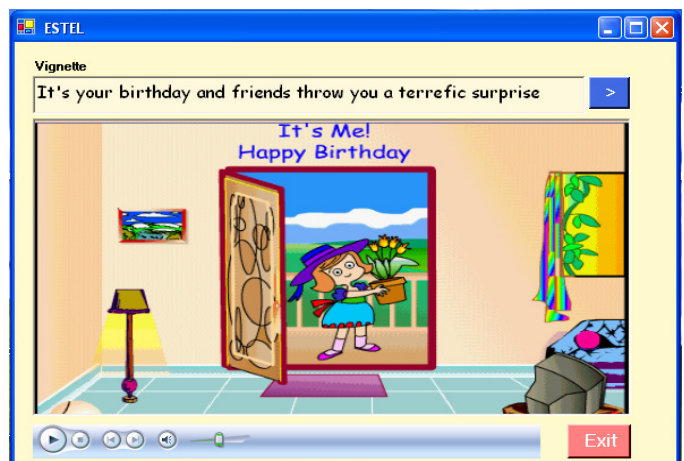 ESTEL
Vignette
It's your birthday and friends throw you a terrefic surprise
>
It's Me!
Happy Birthday
Exit